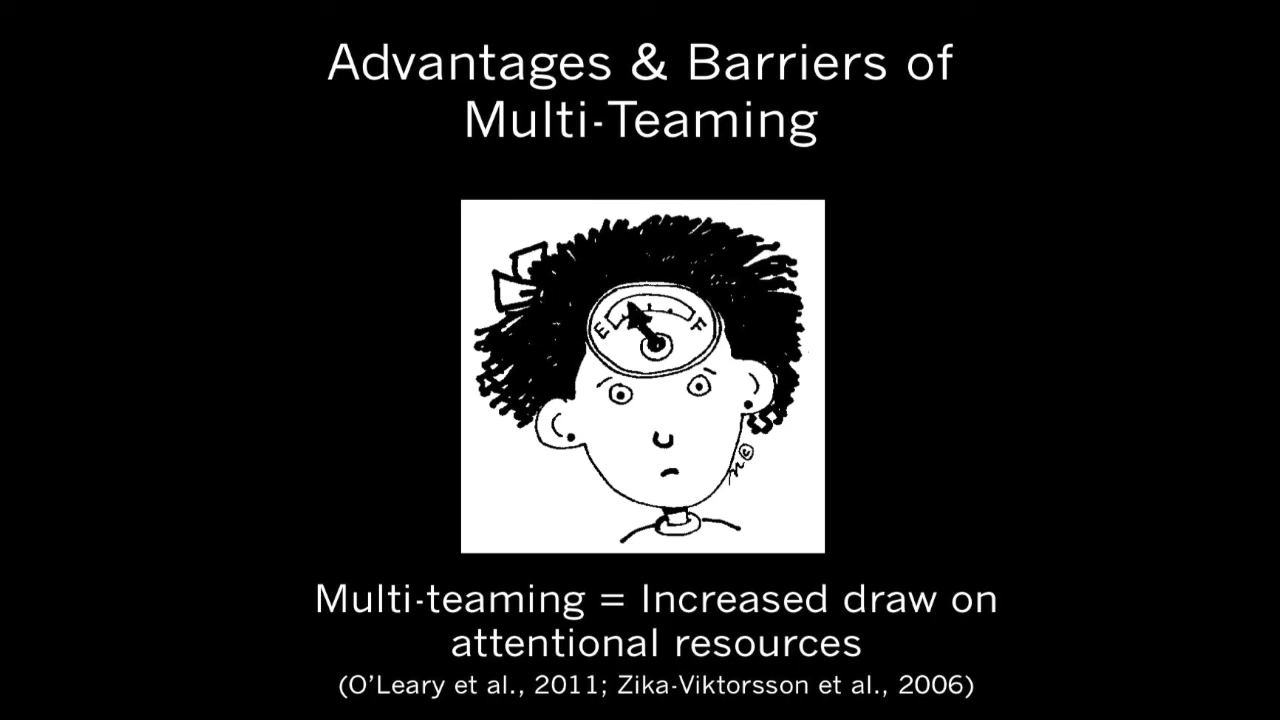 Advantages & Barriers of
Multi-Teaming
E
F
Multi-teaming = Increased draw on
attentional resources
(O'Leary et al., 2011; Zika-Viktorsson et al., 2006)